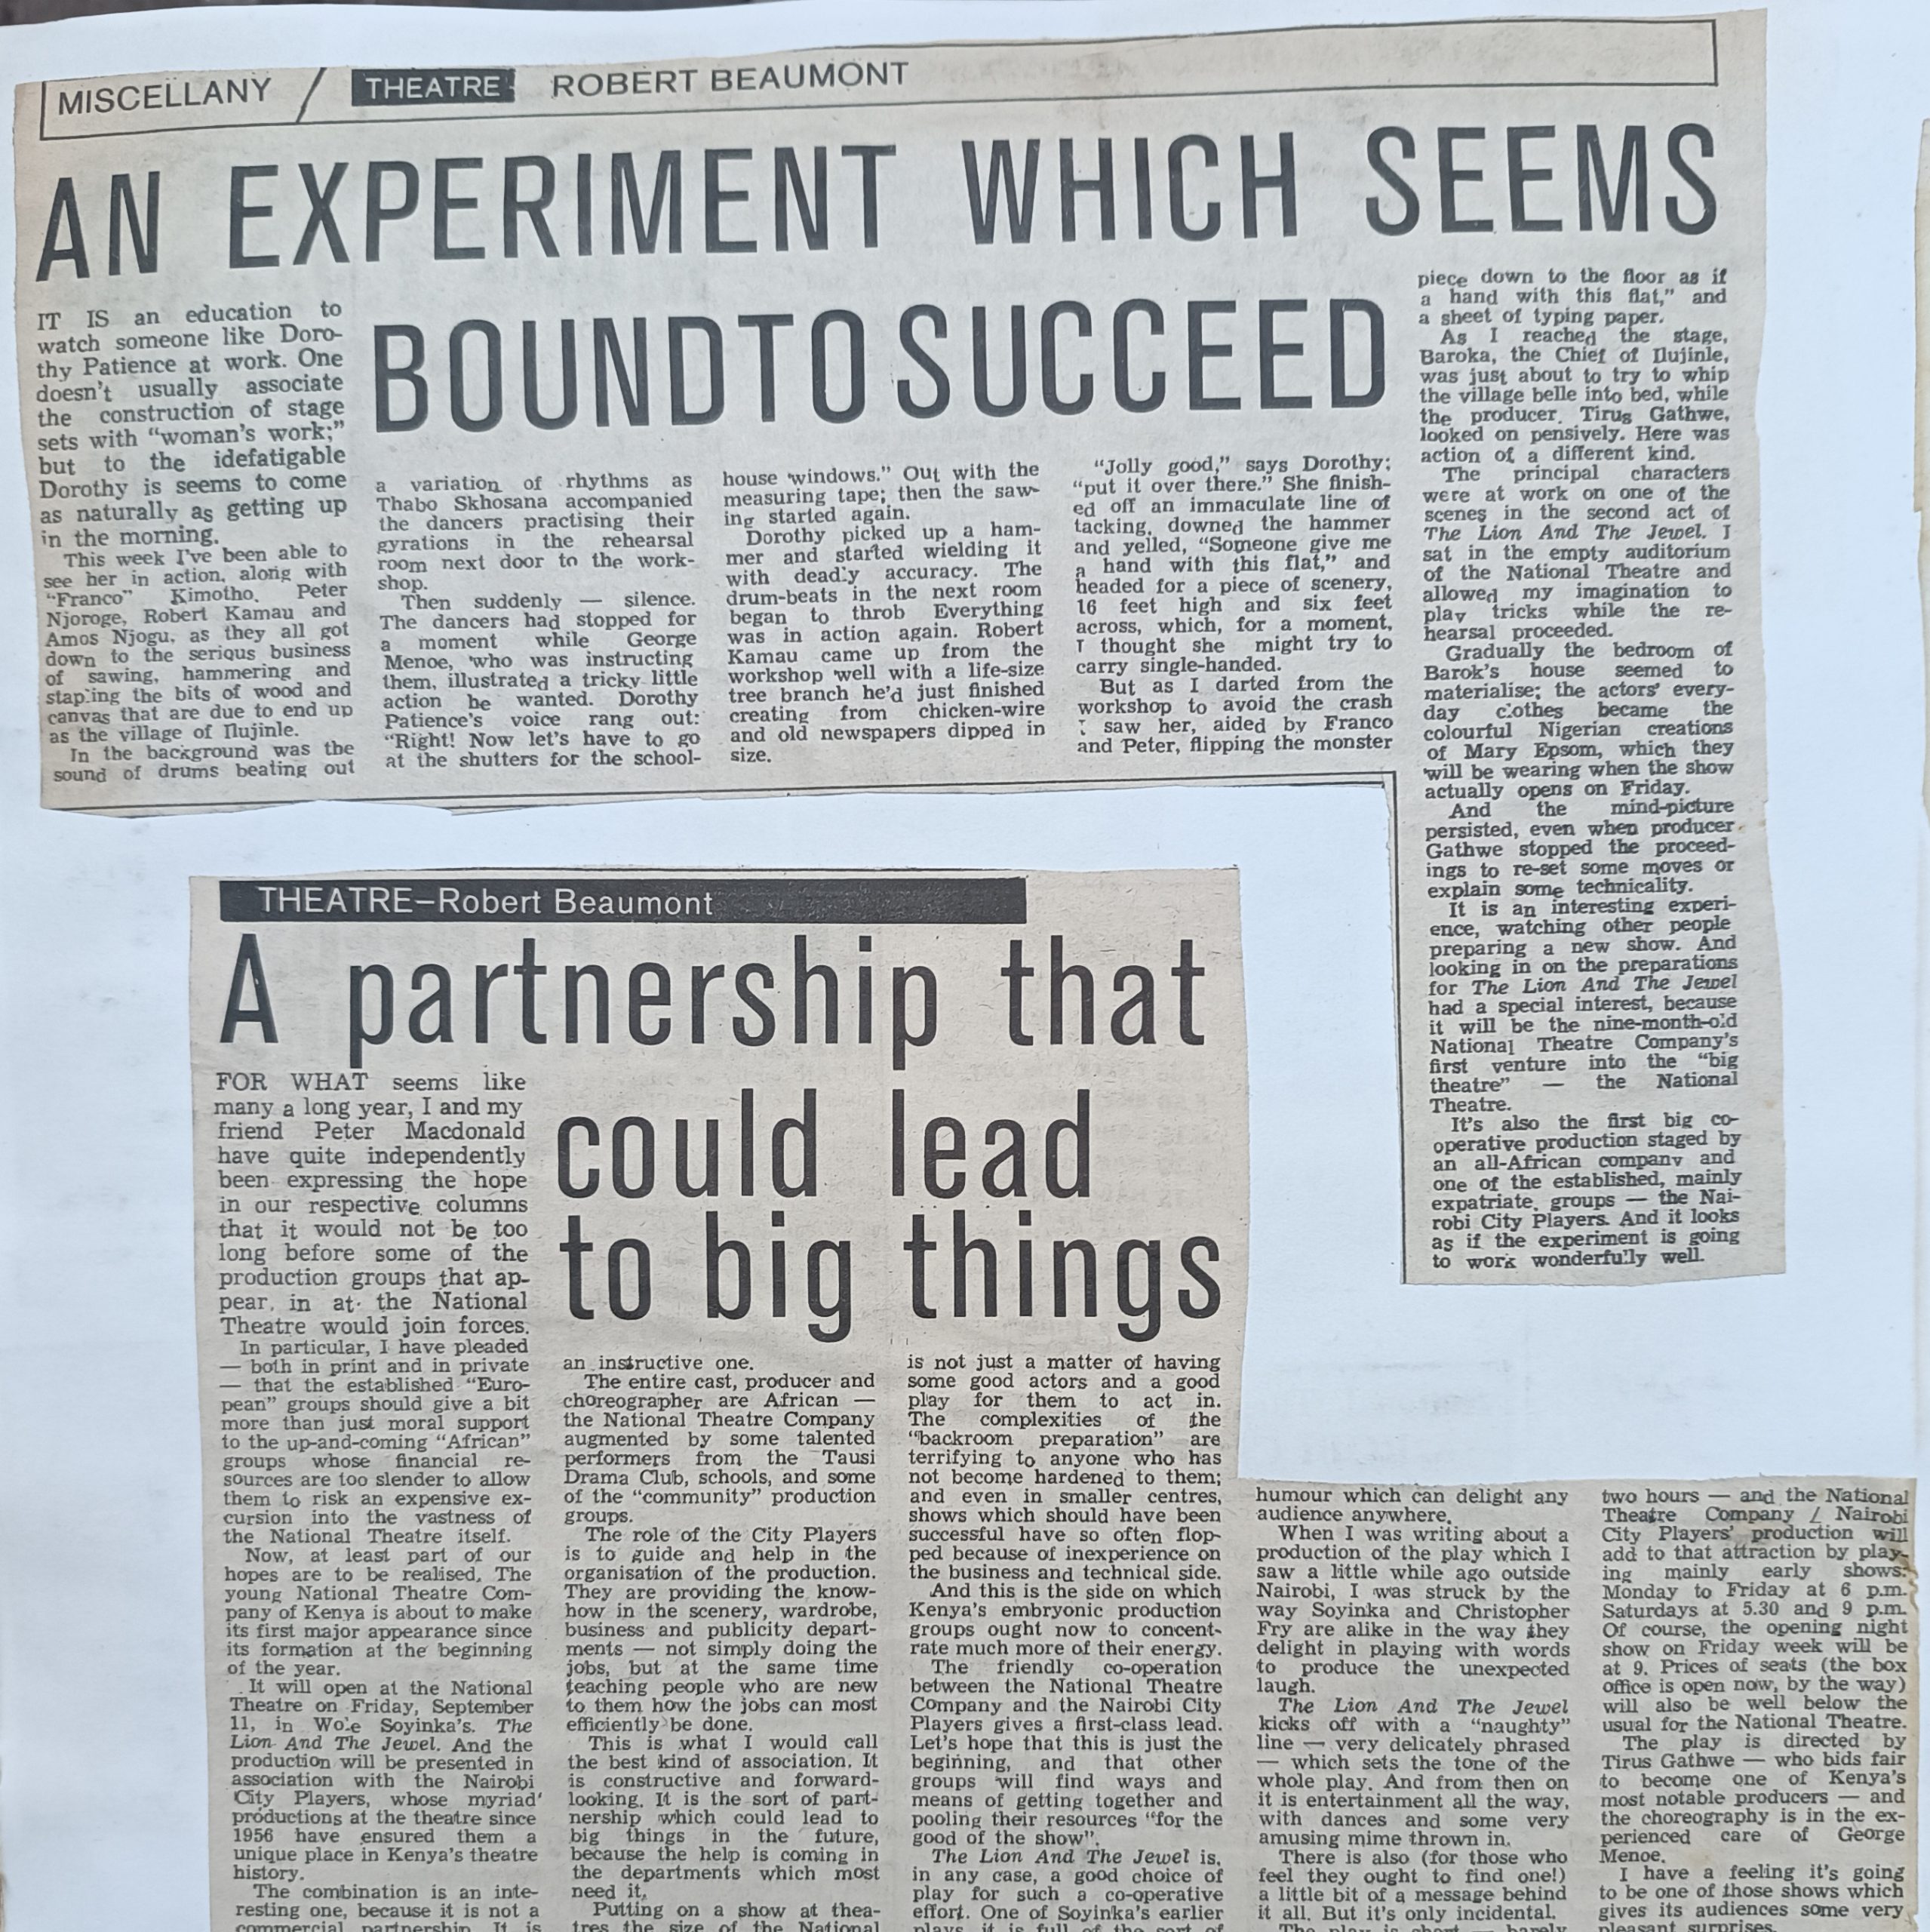 MISCELLANY / THEATRE ROBERT BEAUMONT
AN EXPERIMENT WHICH SEEMS
BOUND TO SUCCEED
IT IS an education to
watch someone like Doro-
thy Patience at work. One
doesn't usually associate
the construction of stage
sets with "woman's work;"
but to the idefatigable
Dorothy is seems to come
as naturally as getting up
in the morning.
This week I've been able to
see her in action, along with
"Franco" Kimotho, Peter
Njoroge, Robert Kamau and
Amos Njogu, as they all got
down to the serious business
of sawing, hammering and
stapling the bits of wood and
canvas that are due to end up
as the village of Ilujinle.
In the background was the
sound of drums beating out
a variation of rhythms as
Thabo Skhosana accompanied
the dancers practising their
gyrations in the rehearsal
room next door to the work-
shop.
Then suddenly — silence.
The dancers had stopped for
a moment while George
Menoe, who was instructing
them, illustrated a tricky little
action he wanted. Dorothy
Patience's voice rang out:
"Right! Now let's have to go
at the shutters for the school-
house windows." Out with the
measuring tape; then the saw-
ing started again.
Dorothy picked up a ham-
mer and started wielding it
with deadly accuracy. The
drum-beats in the next room
began to throb Everything
was in action again. Robert
Kamau came up from the
workshop well with a life-size
tree branch he'd just finished
creating from chicken-wire
and old newspapers dipped in
size.
"Jolly good," says Dorothy;
"put it over there." She finish-
ed off an immaculate line of
tacking, downed the hammer
and yelled, "Someone give me
a hand with this flat," and
headed for a piece of scenery,
16 feet high and six feet
across, which, for a moment,
I thought she might try to
carry single-handed.
But as I darted from the
workshop to avoid the crash
I saw her, aided by Franco
and Peter, flipping the monster
piece down to the floor as if
a hand with this flat," and
a sheet of typing paper.
As I reached the stage,
Baroka, the Chief of Ilujinle,
was just about to try to whip
the village belle into bed, while
the producer, Tirus Gathwe,
looked on pensively. Here was
action of a different kind.
The principal characters
were at work on one of the
scenes in the second act of
The Lion And The Jewel. I
sat in the empty auditorium
of the National Theatre and
allowed my imagination to
play tricks while the re-
hearsal proceeded.
Gradually the bedroom of
Barok's house seemed to
materialise; the actors' every-
day clothes became the
colourful Nigerian creations
of Mary Epsom, which they
will be wearing when the show
actually opens on Friday.
And the mind-picture
persisted, even when producer
Gathwe stopped the proceed-
ings to re-set some moves or
explain some technicality.
It is an interesting experi-
ence, watching other people
preparing a new show. And
looking in on the preparations
for The Lion And The Jewel
had a special interest, because
it will be the nine-month-old
National Theatre Company's
first venture into the "big
theatre" — the National
Theatre.
It's also the first big co-
operative production staged by
an all-African company and
one of the established, mainly
expatriate, groups — the Nai-
robi City Players. And it looks
as if the experiment is going
to work wonderfully well.
THEATRE–Robert Beaumont
A partnership that
could lead
to big things
FOR WHAT seems like
many a long year, I and my
friend Peter Macdonald
have quite independently
been expressing the hope
in our respective columns
that it would not be too
long before some of the
production groups that ap-
pear. in at the National
Theatre would join forces.
In particular, I have pleaded
— both in print and in private
— that the established "Euro-
pean" groups should give a bit
more than just moral support
to the up-and-coming "African"
groups whose financial re-
sources are too slender to allow
them to risk an expensive ex-
cursion into the vastness of
the National Theatre itself.
Now, at least part of our
hopes are to be realised. The
young National Theatre Com-
pany of Kenya is about to make
its first major appearance since
its formation at the beginning
of the year.
It will open at the National
Theatre on Friday, September
11, in Wole Soyinka's. The
Lion And The Jewel. And the
production will be presented in
association with the Nairobi
City Players, whose myriad
productions at the theatre since
1956 have ensured them a
unique place in Kenya's theatre
history.
The combination is an inte-
resting one, because it is not a
commercial partnership. It is
an instructive one.
The entire cast, producer and
choreographer are African —
the National Theatre Company
augmented by some talented
performers from the Tausi
Drama Club, schools, and some
of the "community" production
groups.
The role of the City Players
is to guide and help in the
organisation of the production.
They are providing the know-
how in the scenery, wardrobe,
business and publicity depart-
ments — not simply doing the
jobs, but at the same time
teaching people who are new
to them how the jobs can most
efficiently be done.
This is what I would call
the best kind of association. It
is constructive and forward-
looking. It is the sort of part-
nership which could lead to
big things in the future,
because the help is coming in
the departments which most
need it.
Putting on a show at thea-
tres the size of the National
is not just a matter of having
some good actors and a good
play for them to act in.
The complexities of the
"backroom preparation" are
terrifying to anyone who has
not become hardened to them;
and even in smaller centres,
shows which should have been
successful have so often flop-
ped because of inexperience on
the business and technical side.
And this is the side on which
Kenya's embryonic production
groups ought now to concent-
rate much more of their energy.
The friendly co-operation
between the National Theatre
Company and the Nairobi City
Players gives a first-class lead.
Let's hope that this is just the
beginning, and that other
groups will find ways and
means of getting together and
pooling their resources "for the
good of the show".
The Lion And The Jewel is,
in any case, a good choice of
play for such a co-operative
effort. One of Soyinka's earlier
plays, it is full of the sort of
humour which can delight any
audience anywhere.
When I was writing about a
production of the play which I
saw a little while ago outside
Nairobi, I was struck by the
way Soyinka and Christopher
Fry are alike in the way they
delight in playing with words
to produce the unexpected
laugh.
The Lion And The Jewel
kicks off with a "naughty"
line — very delicately phrased
— which sets the tone of the
whole play. And from then on
it is entertainment all the way,
with dances and some very
amusing mime thrown in.
There is also (for those who
feel they ought to find one!)
a little bit of a message behind
it all. But it's only incidental.
The play is short — barely
two hours — and the National
Theatre Company / Nairobi
City Players' production will
add to that attraction by play-
ing mainly early shows:
Monday to Friday at 6 p.m.
Saturdays at 5.30 and 9 p.m.
Of course, the opening night
show on Friday week will be
at 9. Prices of seats (the box
office is open now, by the way)
will also be well below the
usual for the National Theatre.
The play is directed by
Tirus Gathwe — who bids fair
to become one of Kenya's
most notable producers — and
the choreography is in the ex-
perienced care of George
Menoe.
I have a feeling it's going
to be one of those shows which
gives its audiences some very
pleasant surprises.